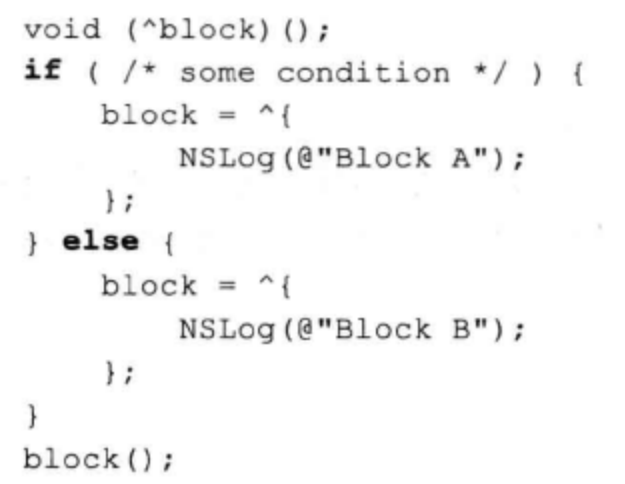 void (^block)();
if ( /* some condition */ ) {
    block = ^{
        NSLog(@"Block A");
    };
} else {
    block = ^{
        NSLog(@"Block B");
    };
}
block();